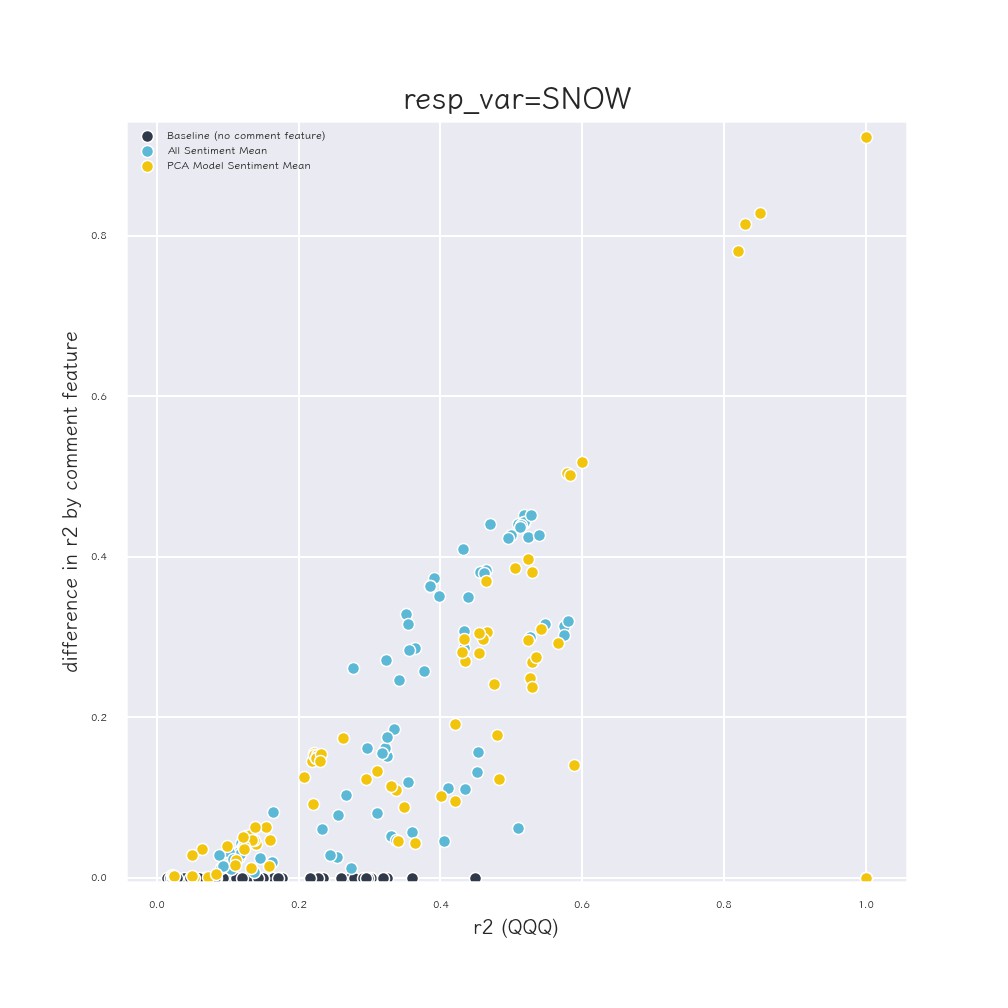 resp_var=SNOW
Baseline (no comment feature)
All Sentiment Mean
PCA Model Sentiment Mean
difference in r2 by comment feature
0.8
0.6
0.4
0.2
0.0
0.0 0.2 0.4 0.6 0.8 1.0
r2 (QQQ)